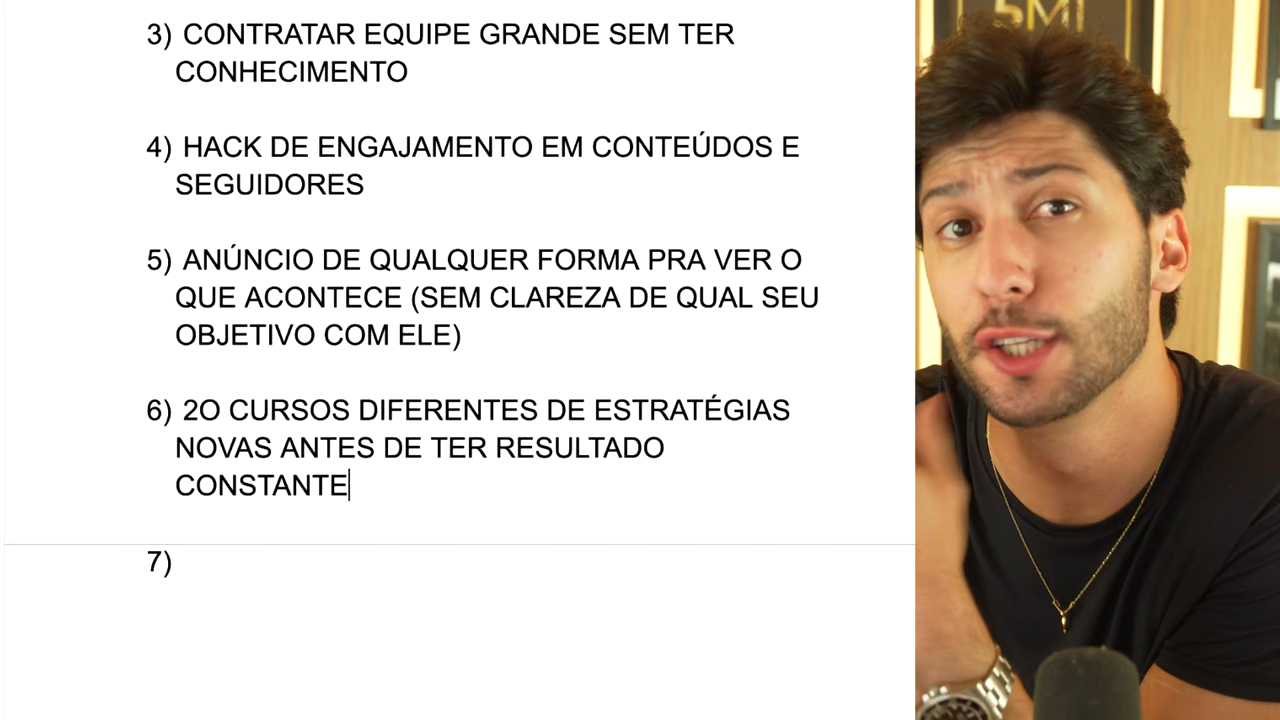 3) CONTRATAR EQUIPE GRANDE SEM TER
CONHECIMENTO
4) HACK DE ENGAJAMENTO EM CONTEÚDOS E
SEGUIDORES
5) ANÚNCIO DE QUALQUER FORMA PRA VER O
QUE ACONTECE (SEM CLAREZA DE QUAL SEU
OBJETIVO COM ELE)
6) 2O CURSOS DIFERENTES DE ESTRATÉGIAS
NOVAS ANTES DE TER RESULTADO
CONSTANTE
7)